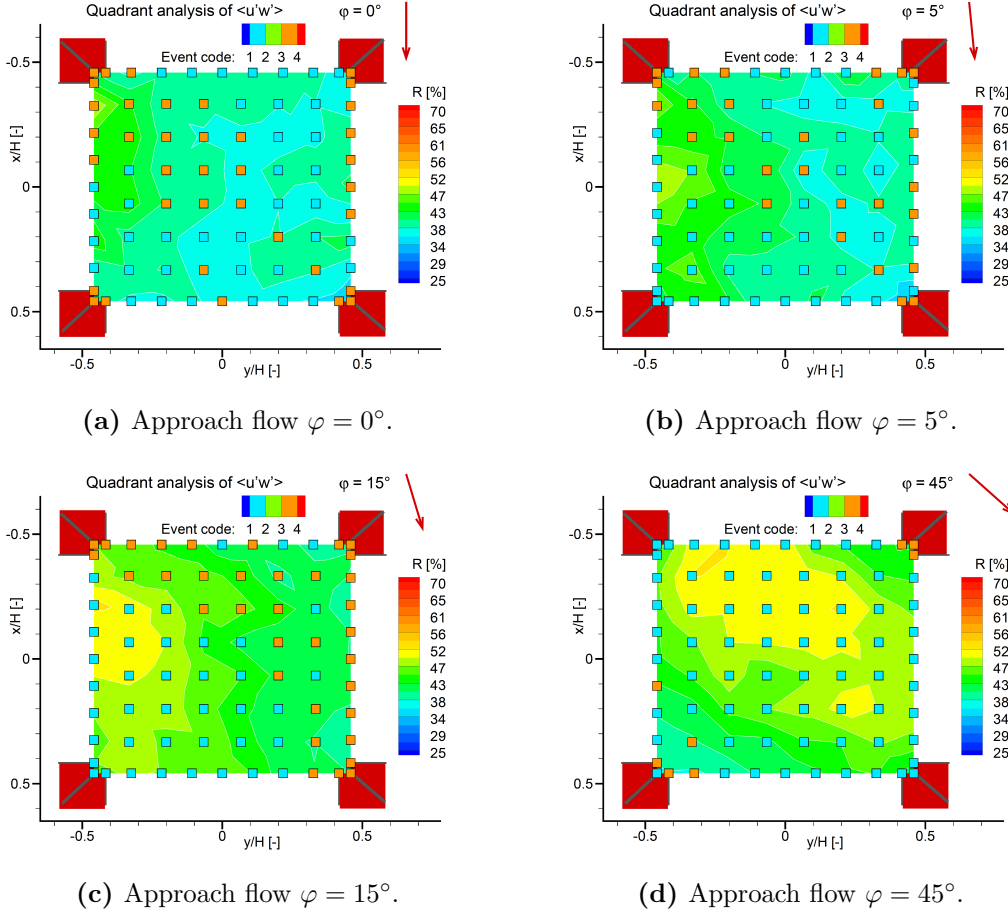 Quadrant analysis of <u'w'> φ = 0°
Event code: 1 2 3 4
R [%]
70
65
61
56
52
47
43
38
34
29
25
-0.5
0
0.5
x/H [-]
-0.5 0 0.5
y/H [-]
(a) Approach flow φ = 0°.
Quadrant analysis of <u'w'> φ = 5°
Event code: 1 2 3 4
R [%]
70
65
61
56
52
47
43
38
34
29
25
-0.5
0
0.5
x/H [-]
-0.5 0 0.5
y/H [-]
(b) Approach flow φ = 5°.
Quadrant analysis of <u'w'> φ = 15°
Event code: 1 2 3 4
R [%]
70
65
61
56
52
47
43
38
34
29
25
-0.5
0
0.5
x/H [-]
-0.5 0 0.5
y/H [-]
(c) Approach flow φ = 15°.
Quadrant analysis of <u'w'> φ = 45°
Event code: 1 2 3 4
R [%]
70
65
61
56
52
47
43
38
34
29
25
-0.5
0
0.5
x/H [-]
-0.5 0 0.5
y/H [-]
(d) Approach flow φ = 45°.